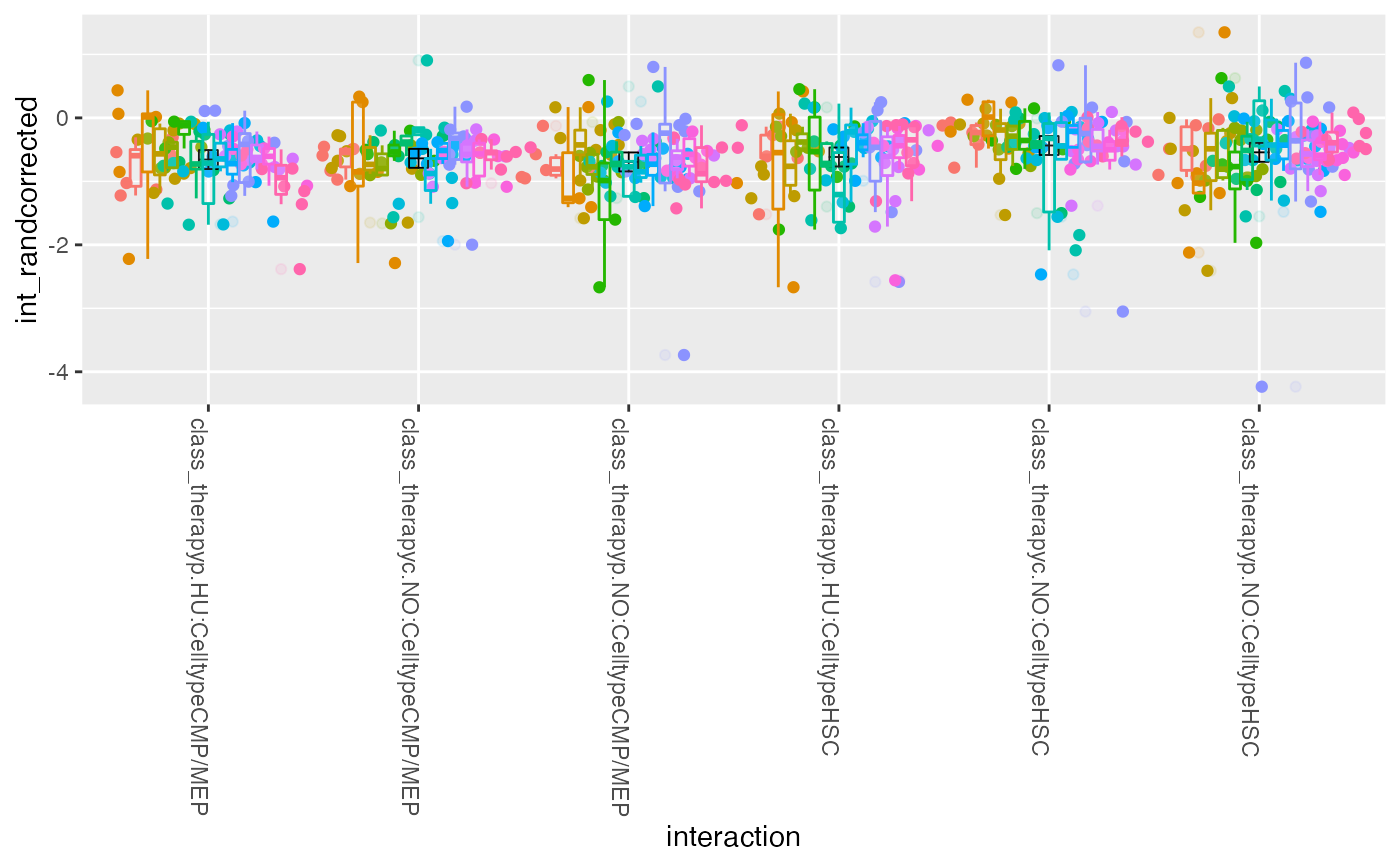 int_randcorrected
0
-2
-4
class_therapyp.HU:CelltypeCMP/MEP
class_therapyc.NO:CelltypeCMP/MEP
class_therapyp.NO:CelltypeCMP/MEP
class_therapyp.HU:CelltypeHSC
class_therapyc.NO:CelltypeHSC
class_therapyp.NO:CelltypeHSC
interaction